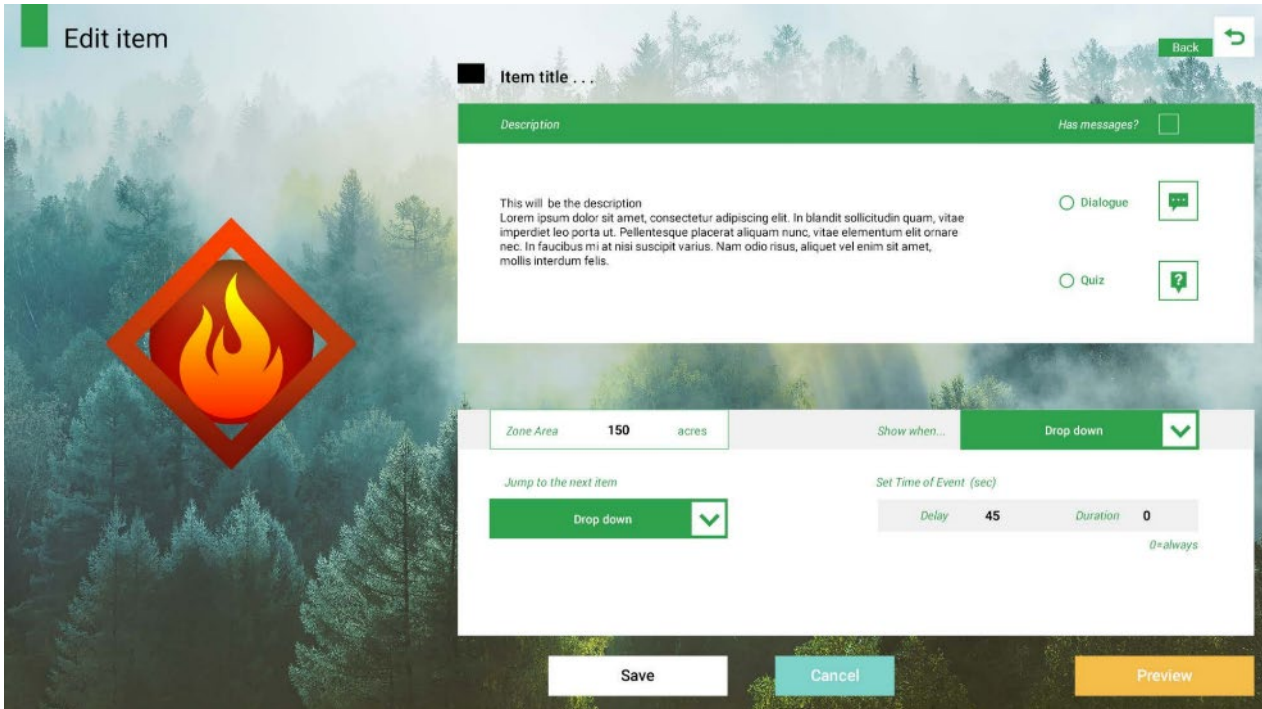 Edit item
Back
Item title . . .
Description
Has messages?
This will be the description
Lorem ipsum dolor sit amet, consectetur adipiscing elit. In blandit sollicitudin quam, vitae
imperdiet leo porta ut. Pellentesque placerat aliquam nunc, vitae elementum elit ornare
nec. In faucibus mi at nisi suscipit varius. Nam odio risus, aliquet vel enim sit amet,
mollis interdum felis.
Dialogue
Quiz
?
Zone Area 150 acres
Show when... Drop down
Jump to the next item
Drop down
Set Time of Event (sec)
Delay 45 Duration 0
0=always
Save
Cancel
Preview